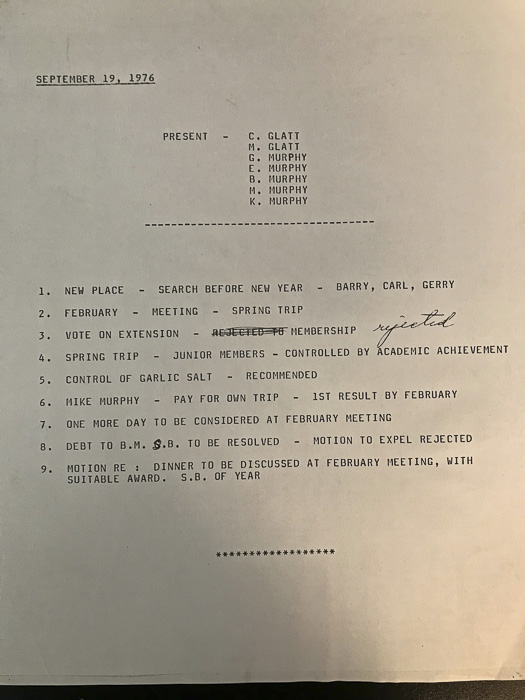 SEPTEMBER 19, 1976
PRESENT - C. GLATT
M. GLATT
G. MURPHY
E. MURPHY
B. MURPHY
M. MURPHY
K. MURPHY
----------------------------------
1. NEW PLACE - SEARCH BEFORE NEW YEAR - BARRY, CARL, GERRY
2. FEBRUARY - MEETING - SPRING TRIP
3. VOTE ON EXTENSION - REJECTED TO MEMBERSHIP rejected
4. SPRING TRIP - JUNIOR MEMBERS - CONTROLLED BY ACADEMIC ACHIEVEMENT
5. CONTROL OF GARLIC SALT - RECOMMENDED
6. MIKE MURPHY - PAY FOR OWN TRIP - 1ST RESULT BY FEBRUARY
7. ONE MORE DAY TO BE CONSIDERED AT FEBRUARY MEETING
8. DEBT TO B.M. S.B. TO BE RESOLVED - MOTION TO EXPEL REJECTED
9. MOTION RE : DINNER TO BE DISCUSSED AT FEBRUARY MEETING, WITH
SUITABLE AWARD. S.B. OF YEAR
******************